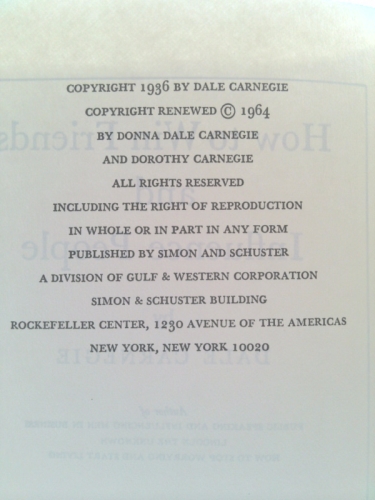 COPYRIGHT 1936 BY DALE CARNEGIE
COPYRIGHT RENEWED © 1964
BY DONNA DALE CARNEGIE
AND DOROTHY CARNEGIE
ALL RIGHTS RESERVED
INCLUDING THE RIGHT OF REPRODUCTION
IN WHOLE OR IN PART IN ANY FORM
PUBLISHED BY SIMON AND SCHUSTER
A DIVISION OF GULF & WESTERN CORPORATION
SIMON & SCHUSTER BUILDING
ROCKEFELLER CENTER, 1230 AVENUE OF THE AMERICAS
NEW YORK, NEW YORK 10020